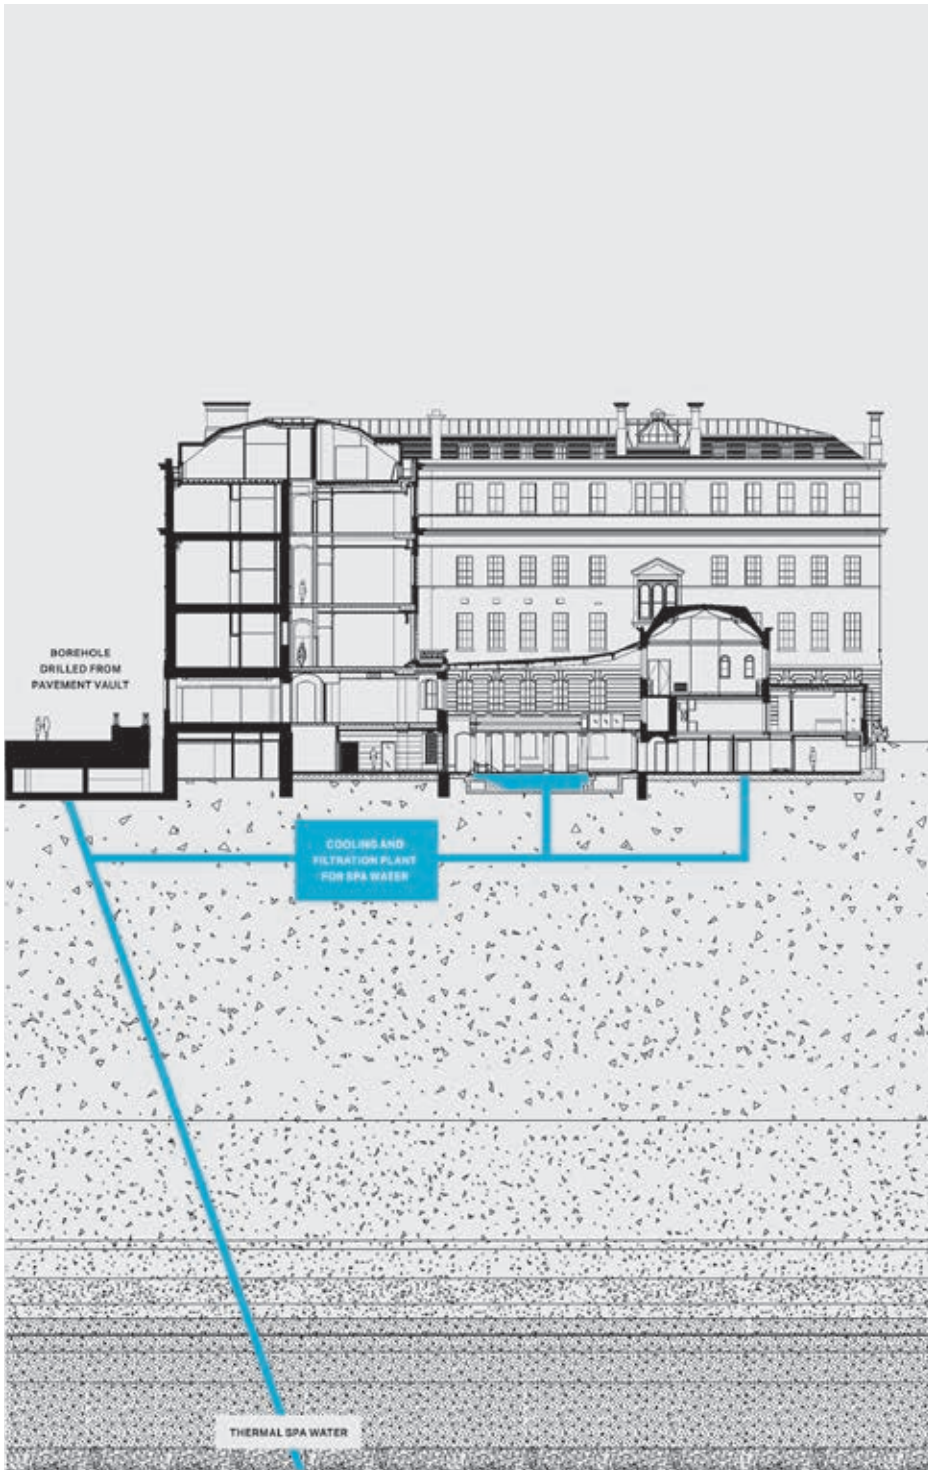 BOREHOLE
DRILLED FROM
PAVEMENT VAULT
COOLING AND
FILTRATION PLANT
FOR SPA WATER
THERMAL SPA WATER